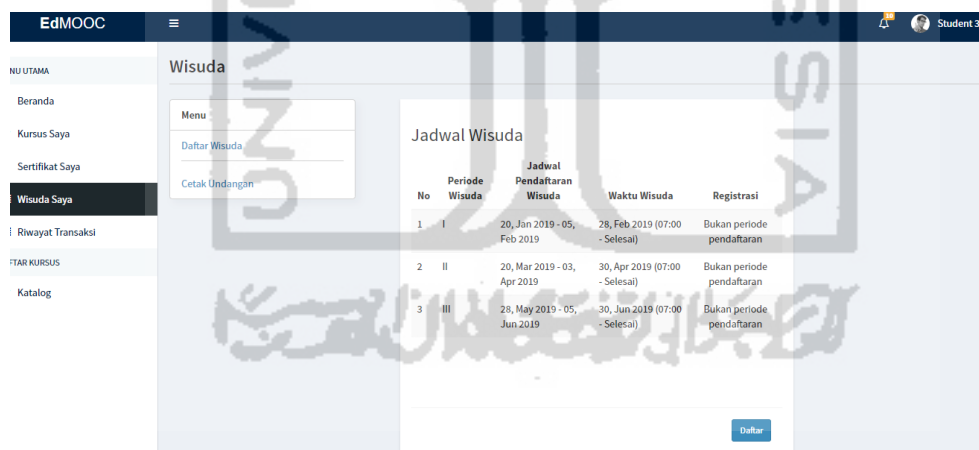 EdMOOC
10
Student 3
NU UTAMA
Beranda
Kursus Saya
Sertifikat Saya
Wisuda Saya
Riwayat Transaksi
FTAR KURSUS
Katalog
Wisuda
Menu
Daftar Wisuda
Cetak Undangan
Jadwal Wisuda
No Periode Wisuda Jadwal Pendaftaran Wisuda Waktu Wisuda Registrasi
1 I 20, Jan 2019 - 05, Feb 2019 28, Feb 2019 (07:00 - Selesai) Bukan periode pendaftaran
2 II 20, Mar 2019 - 03, Apr 2019 30, Apr 2019 (07:00 - Selesai) Bukan periode pendaftaran
3 III 28, May 2019 - 05, Jun 2019 30, Jun 2019 (07:00 - Selesai) Bukan periode pendaftaran
Daftar
UNIV
SIA